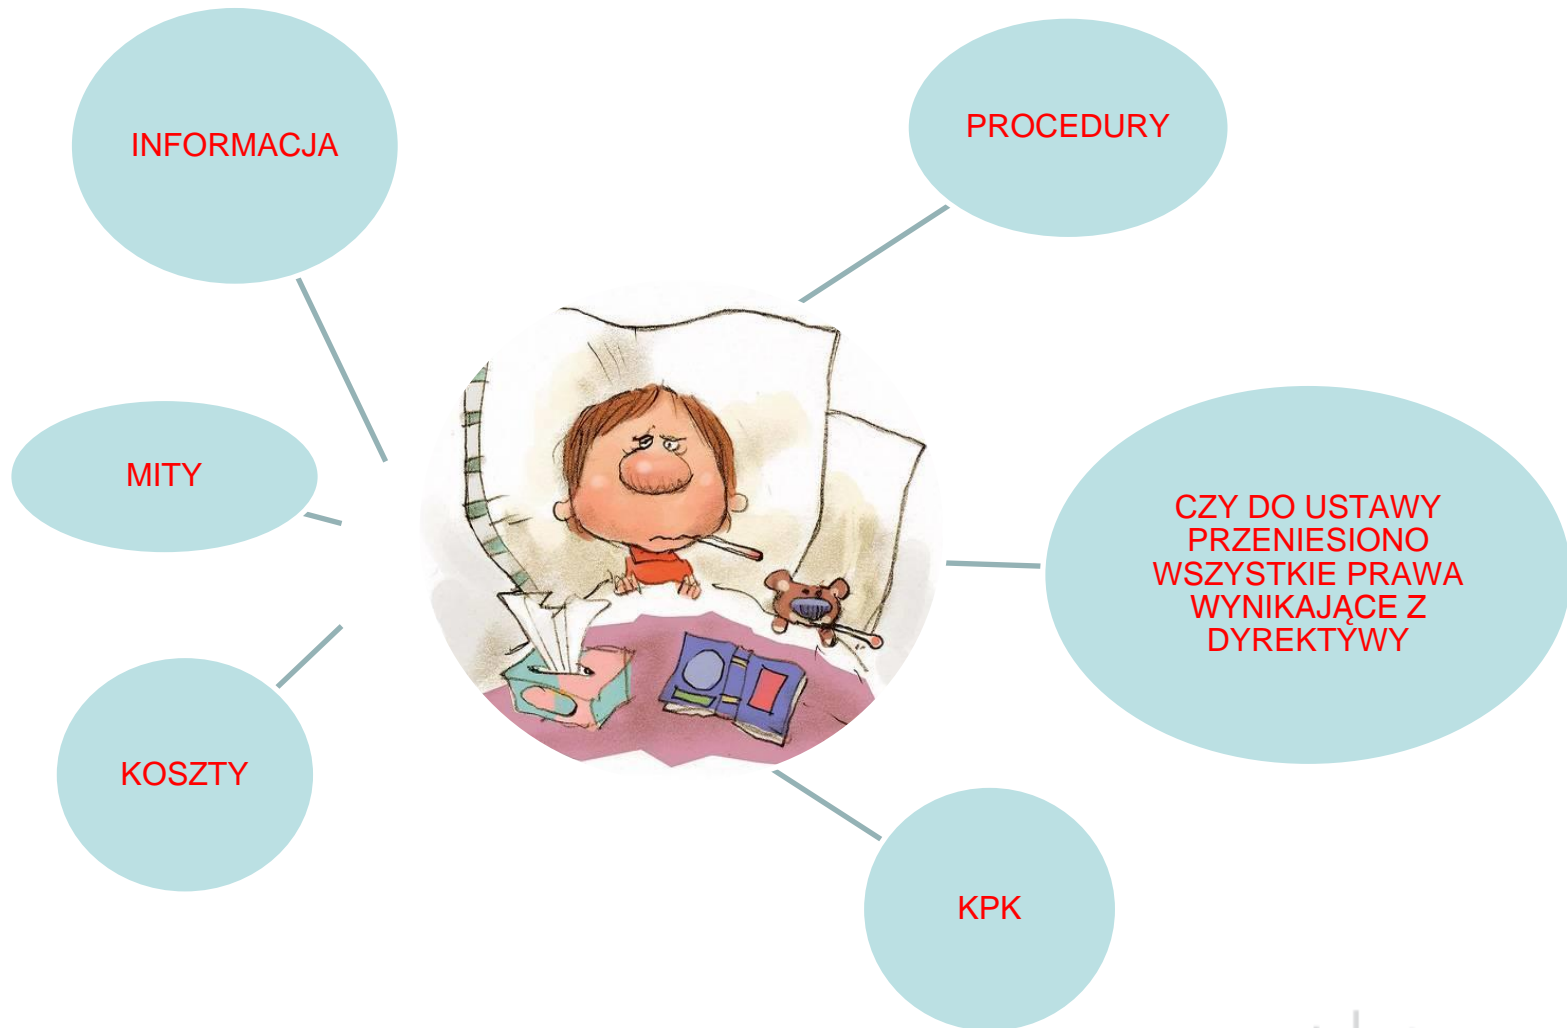 INFORMACJA
PROCEDURY
MITY
CZY DO USTAWY
PRZENIESIONO
WSZYSTKIE PRAWA
WYNIKAJĄCE Z
DYREKTYWY
KOSZTY
KPK